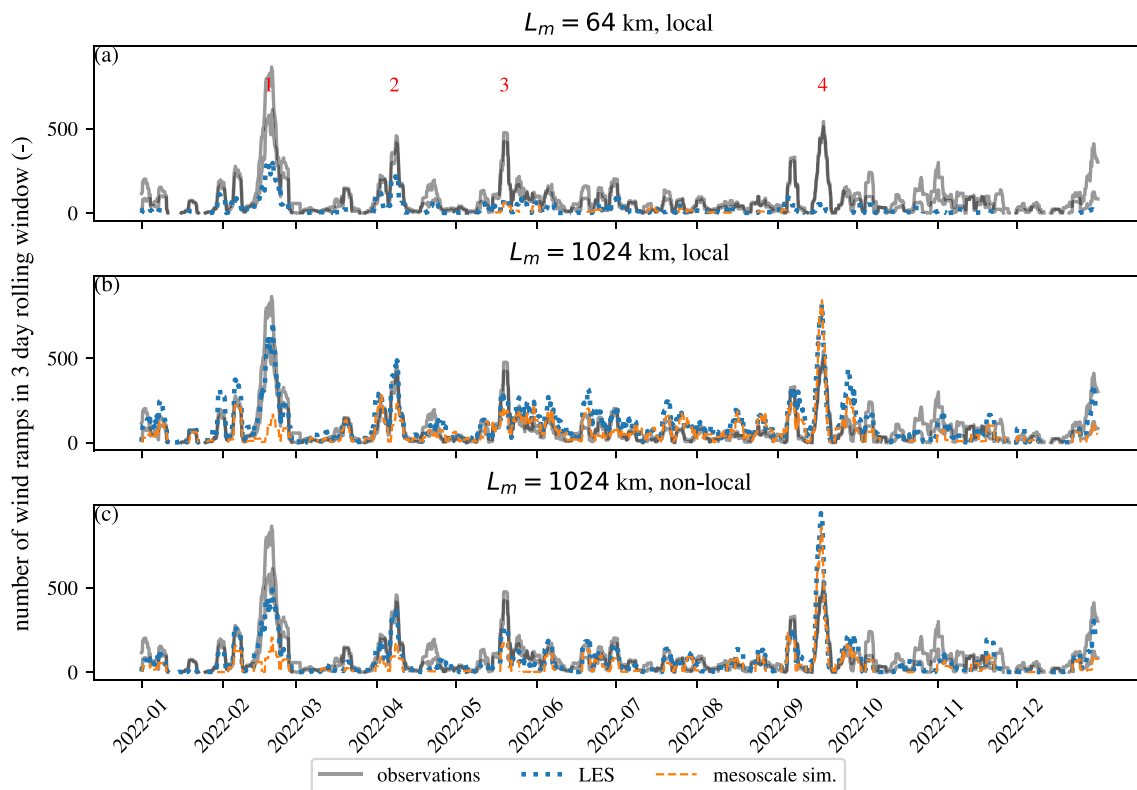 L_m = 64 km, local
(a)
1 2 3 4
500
0
L_m = 1024 km, local
(b)
500
0
L_m = 1024 km, non-local
(c)
500
0
number of wind ramps in 3 day rolling window (-)
2022-01 2022-02 2022-03 2022-04 2022-05 2022-06 2022-07 2022-08 2022-09 2022-10 2022-11 2022-12
observations LES mesoscale sim.